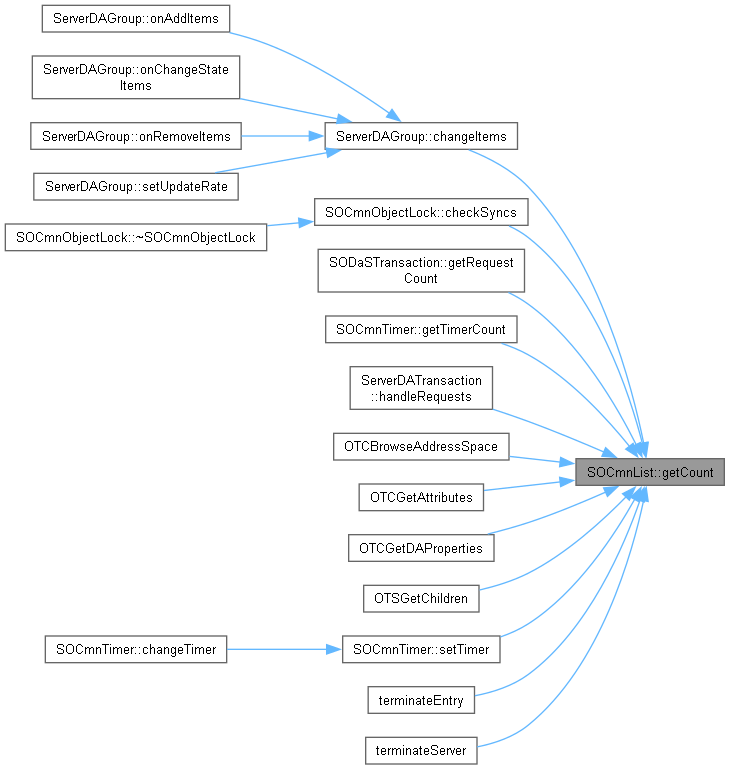 ServerDAGroup::onAddItems
ServerDAGroup::onChangeState
Items
ServerDAGroup::onRemoveItems
ServerDAGroup::changeItems
ServerDAGroup::setUpdateRate
SOCmnObjectLock::checkSyncs
SOCmnObjectLock::~SOCmnObjectLock
SODaSTransaction::getRequest
Count
SOCmnTimer::getTimerCount
ServerDATransaction
::handleRequests
OTCBrowseAddressSpace
SOCmnList::getCount
OTCGetAttributes
OTCGetDAProperties
OTSGetChildren
SOCmnTimer::changeTimer
SOCmnTimer::setTimer
terminateEntry
terminateServer